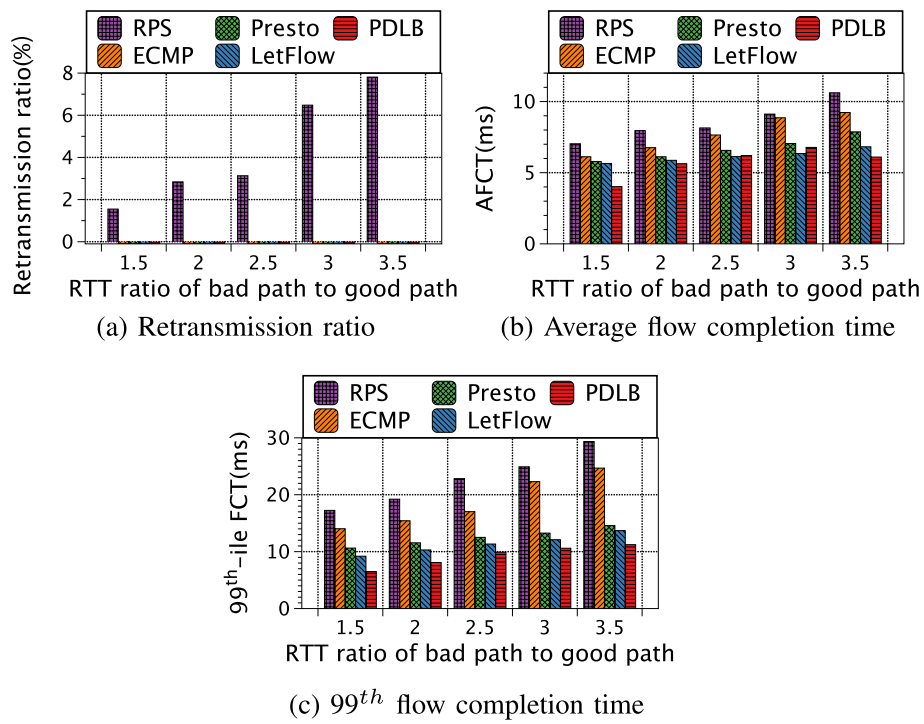 RPS Presto PDLB
ECMP LetFlow
Retransmission ratio(%)
8
6
4
2
0
1.5 2 2.5 3 3.5
RTT ratio of bad path to good path
(a) Retransmission ratio
RPS Presto PDLB
ECMP LetFlow
AFCT(ms)
10
5
0
1.5 2 2.5 3 3.5
RTT ratio of bad path to good path
(b) Average flow completion time
RPS Presto PDLB
ECMP LetFlow
99th-ile FCT(ms)
30
20
10
0
1.5 2 2.5 3 3.5
RTT ratio of bad path to good path
(c) 99th flow completion time